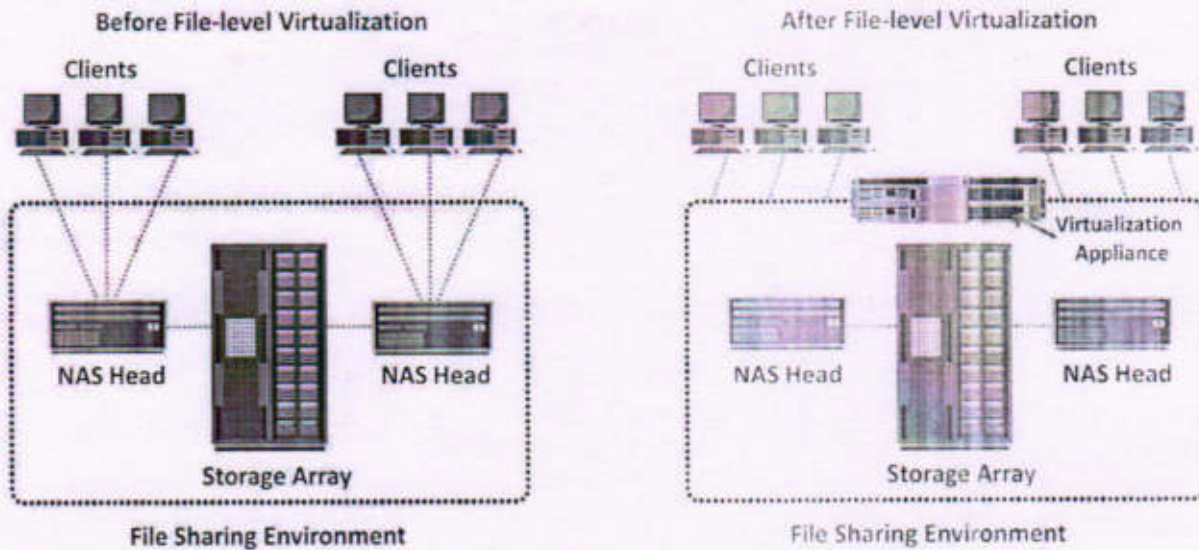 Before File-level Virtualization
Clients
Clients
NAS Head
NAS Head
Storage Array
File Sharing Environment
After File-level Virtualization
Clients
Clients
Virtualization
Appliance
NAS Head
NAS Head
Storage Array
File Sharing Environment